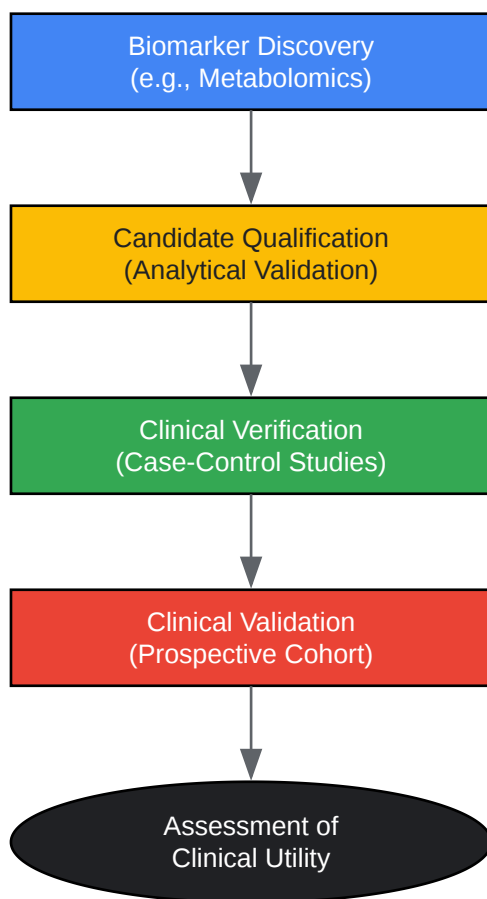 Biomarker Discovery
(e.g., Metabolomics)
Candidate Qualification
(Analytical Validation)
Clinical Verification
(Case-Control Studies)
Clinical Validation
(Prospective Cohort)
Assessment of
Clinical Utility